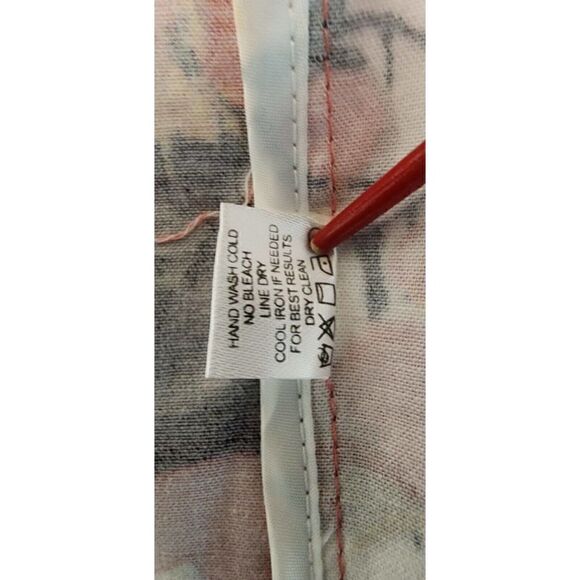 HAND WASH COLD
NO BLEACH
LINE DRY
COOL IRON IF NEEDED
FOR BEST RESULTS
DRY CLEAN